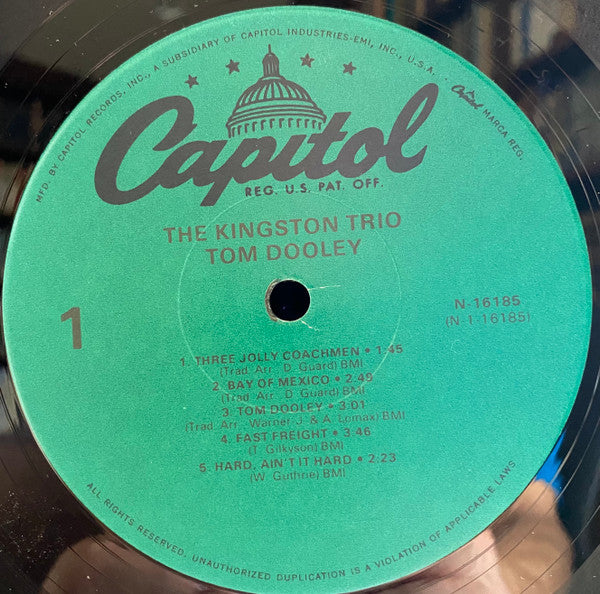 MFD. BY CAPITOL RECORDS, INC., A SUBSIDIARY OF CAPITOL INDUSTRIES-EMI, INC., U.S.A. • Capitol MARCA REG.
Capitol
REG. U.S. PAT. OFF.
THE KINGSTON TRIO
TOM DOOLEY
1
N-16185
(N-1-16185)
1. THREE JOLLY COACHMEN • 1:45
(Trad. Arr.: D. Guard) BMI
2. BAY OF MEXICO • 2:49
(Trad. Arr.: D. Guard) BMI
3. TOM DOOLEY • 3:01
(Trad. Arr.: Warner J. & A. Lomax) BMI
4. FAST FREIGHT • 3:46
(T. Gilkyson) BMI
5. HARD, AIN'T IT HARD • 2:23
(W. Guthrie) BMI
ALL RIGHTS RESERVED. UNAUTHORIZED DUPLICATION IS A VIOLATION OF APPLICABLE LAWS